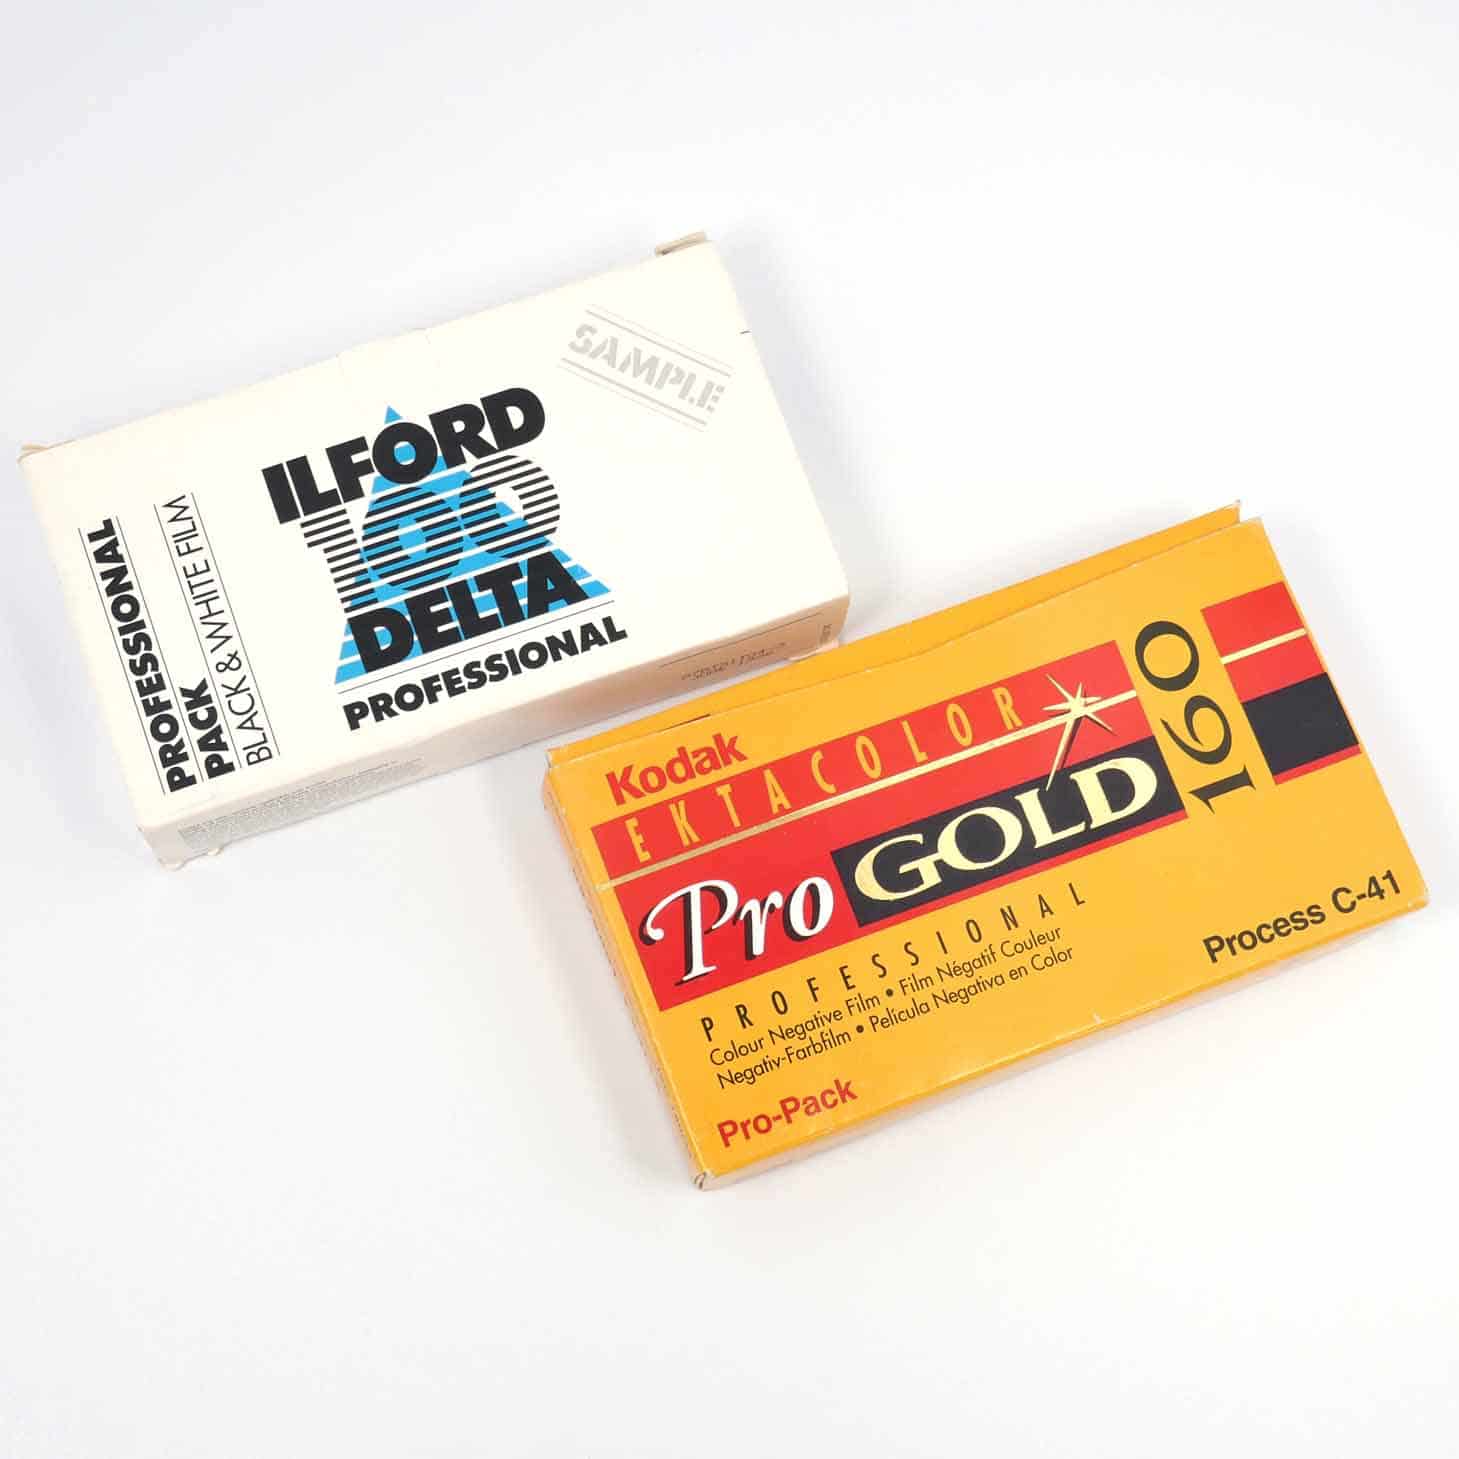 SAMPLE
ILFORD
100
DELTA
PROFESSIONAL
PROFESSIONAL
PACK
BLACK & WHITE FILM
Kodak
EKTACOLOR
Pro GOLD
160
PROFESSIONAL
Colour Negative Film • Film Négatif Couleur
Negativ-Farbfilm • Película Negativa en Color
Process C-41
Pro-Pack